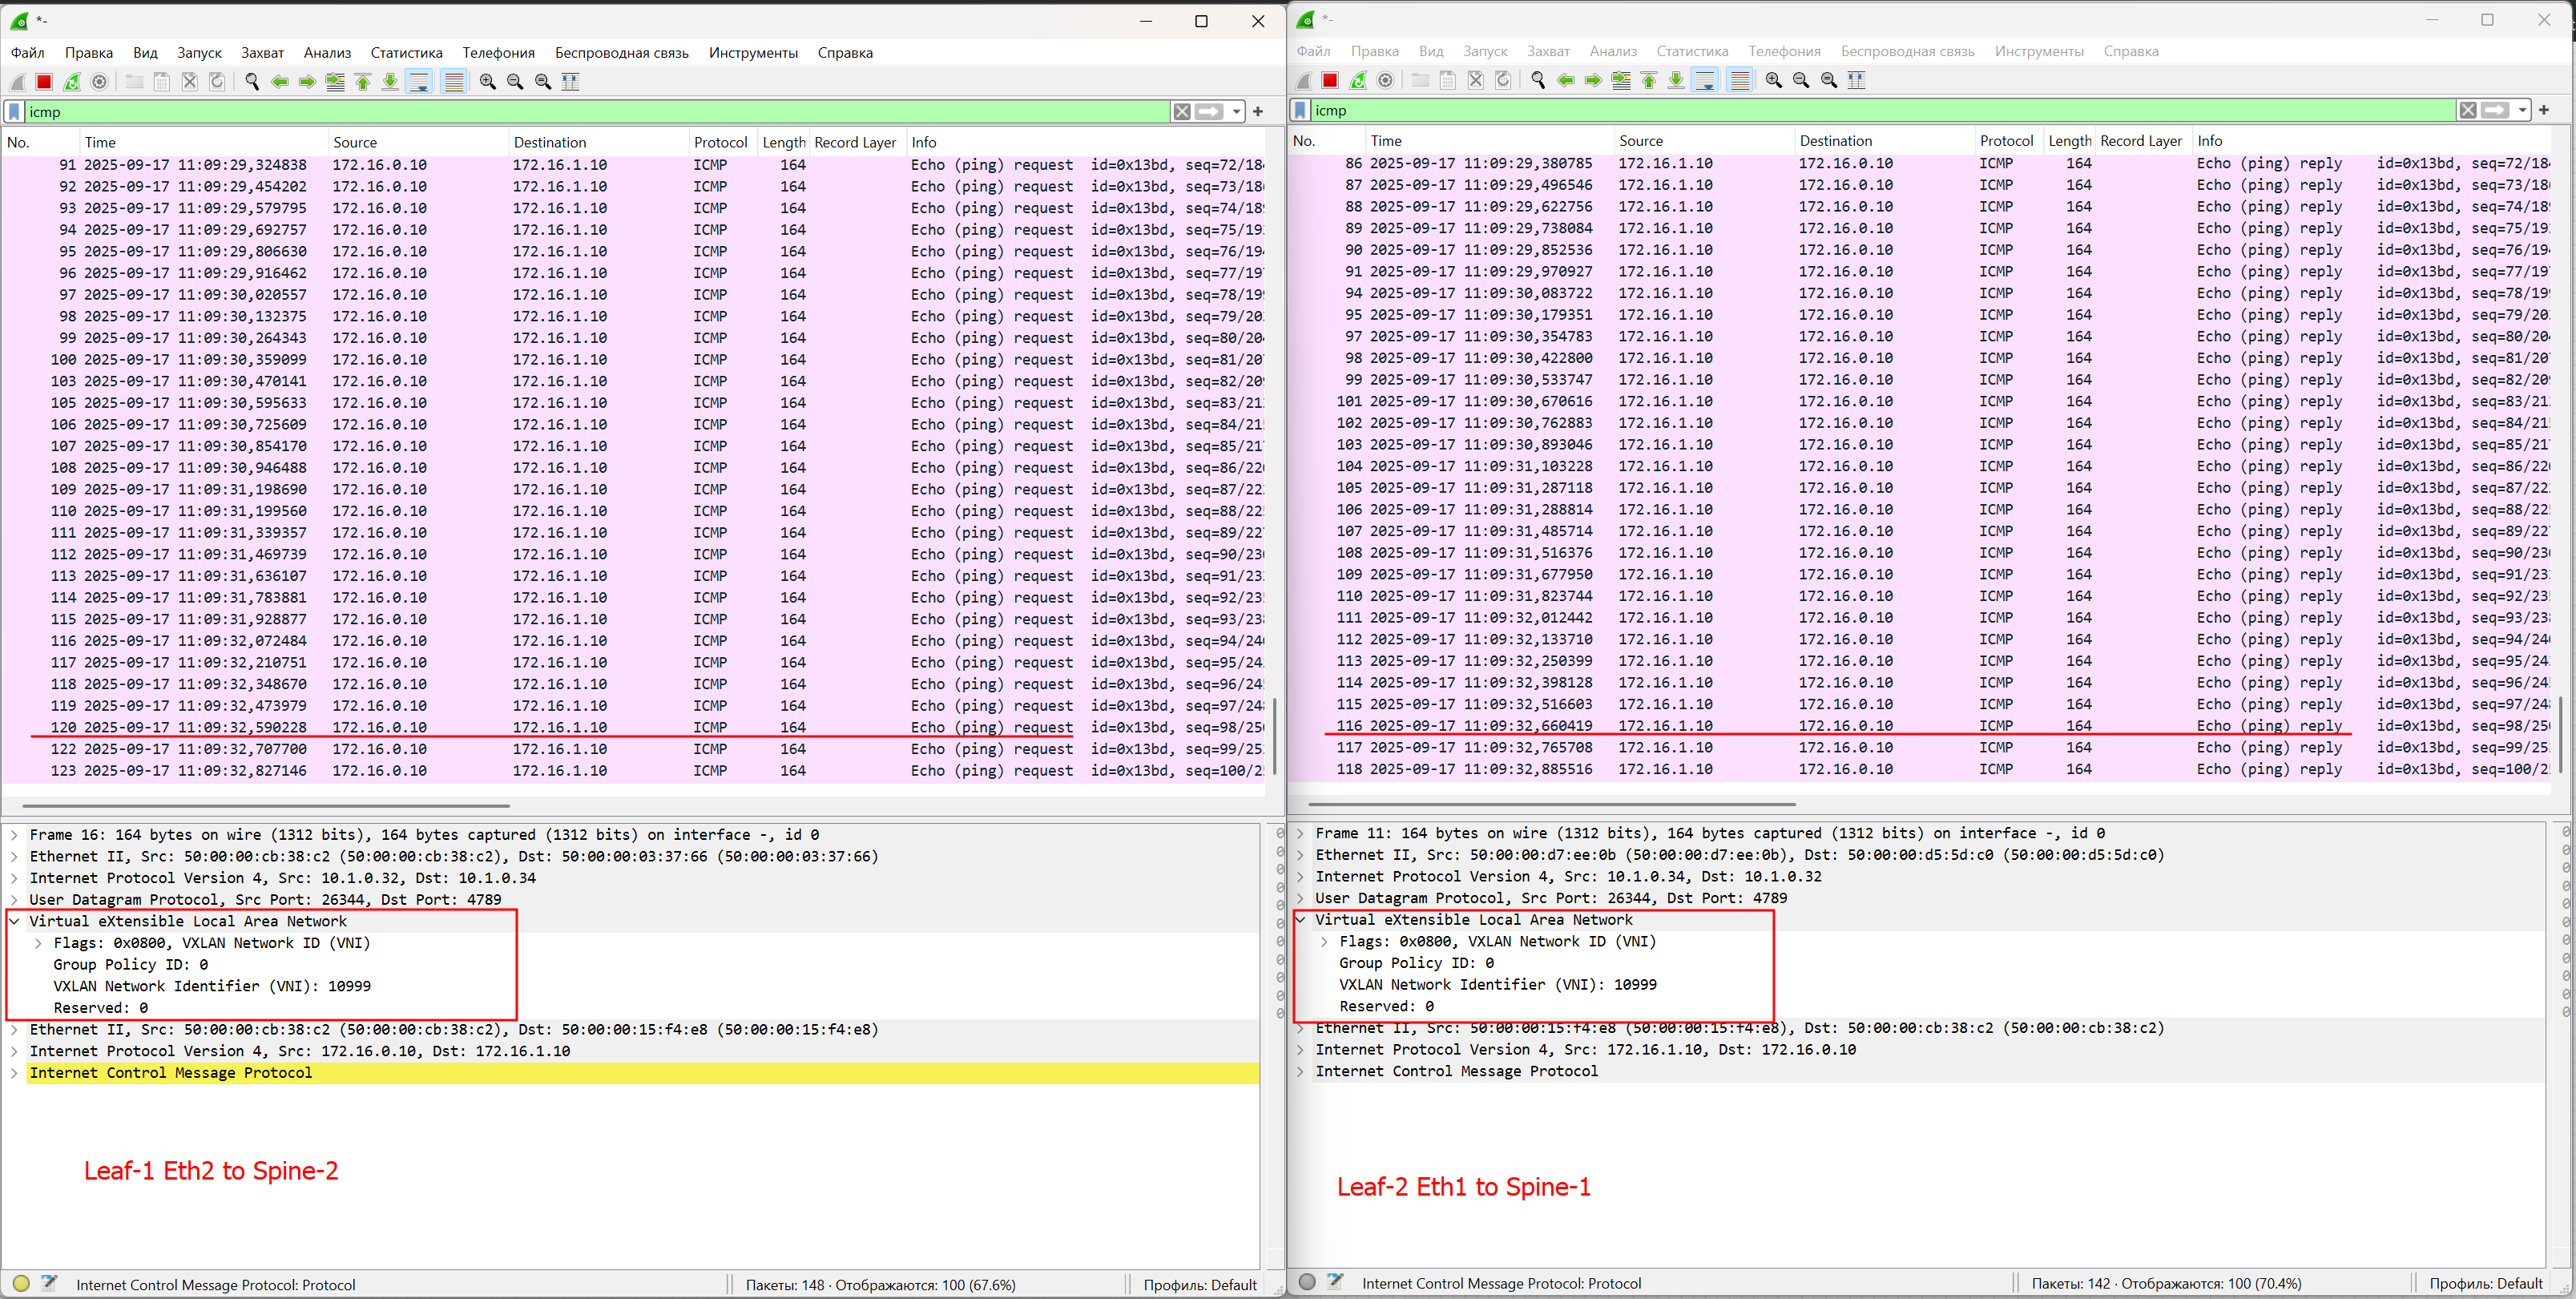 *-
Файл Правка Вид Запуск Захват Анализ Статистика Телефония Беспроводная связь Инструменты Справка
icmp
No. Time Source Destination Protocol Length Record Layer Info
91 2025-09-17 11:09:29,324838 172.16.0.10 172.16.1.10 ICMP 164 Echo (ping) request id=0x13bd, seq=72/184
92 2025-09-17 11:09:29,454202 172.16.0.10 172.16.1.10 ICMP 164 Echo (ping) request id=0x13bd, seq=73/186
93 2025-09-17 11:09:29,579795 172.16.0.10 172.16.1.10 ICMP 164 Echo (ping) request id=0x13bd, seq=74/189
94 2025-09-17 11:09:29,692757 172.16.0.10 172.16.1.10 ICMP 164 Echo (ping) request id=0x13bd, seq=75/19
95 2025-09-17 11:09:29,806630 172.16.0.10 172.16.1.10 ICMP 164 Echo (ping) request id=0x13bd, seq=76/194
96 2025-09-17 11:09:29,916462 172.16.0.10 172.16.1.10 ICMP 164 Echo (ping) request id=0x13bd, seq=77/197
97 2025-09-17 11:09:30,020557 172.16.0.10 172.16.1.10 ICMP 164 Echo (ping) request id=0x13bd, seq=78/199
98 2025-09-17 11:09:30,132375 172.16.0.10 172.16.1.10 ICMP 164 Echo (ping) request id=0x13bd, seq=79/20
99 2025-09-17 11:09:30,264343 172.16.0.10 172.16.1.10 ICMP 164 Echo (ping) request id=0x13bd, seq=80/204
100 2025-09-17 11:09:30,359099 172.16.0.10 172.16.1.10 ICMP 164 Echo (ping) request id=0x13bd, seq=81/207
103 2025-09-17 11:09:30,470141 172.16.0.10 172.16.1.10 ICMP 164 Echo (ping) request id=0x13bd, seq=82/209
105 2025-09-17 11:09:30,595633 172.16.0.10 172.16.1.10 ICMP 164 Echo (ping) request id=0x13bd, seq=83/21
106 2025-09-17 11:09:30,725609 172.16.0.10 172.16.1.10 ICMP 164 Echo (ping) request id=0x13bd, seq=84/215
107 2025-09-17 11:09:30,854170 172.16.0.10 172.16.1.10 ICMP 164 Echo (ping) request id=0x13bd, seq=85/217
108 2025-09-17 11:09:30,946488 172.16.0.10 172.16.1.10 ICMP 164 Echo (ping) request id=0x13bd, seq=86/220
109 2025-09-17 11:09:31,198690 172.16.0.10 172.16.1.10 ICMP 164 Echo (ping) request id=0x13bd, seq=87/22
110 2025-09-17 11:09:31,199560 172.16.0.10 172.16.1.10 ICMP 164 Echo (ping) request id=0x13bd, seq=88/225
111 2025-09-17 11:09:31,339357 172.16.0.10 172.16.1.10 ICMP 164 Echo (ping) request id=0x13bd, seq=89/227
112 2025-09-17 11:09:31,469739 172.16.0.10 172.16.1.10 ICMP 164 Echo (ping) request id=0x13bd, seq=90/230
113 2025-09-17 11:09:31,636107 172.16.0.10 172.16.1.10 ICMP 164 Echo (ping) request id=0x13bd, seq=91/23
114 2025-09-17 11:09:31,783881 172.16.0.10 172.16.1.10 ICMP 164 Echo (ping) request id=0x13bd, seq=92/235
115 2025-09-17 11:09:31,928877 172.16.0.10 172.16.1.10 ICMP 164 Echo (ping) request id=0x13bd, seq=93/238
116 2025-09-17 11:09:32,072484 172.16.0.10 172.16.1.10 ICMP 164 Echo (ping) request id=0x13bd, seq=94/240
117 2025-09-17 11:09:32,210751 172.16.0.10 172.16.1.10 ICMP 164 Echo (ping) request id=0x13bd, seq=95/24
118 2025-09-17 11:09:32,348670 172.16.0.10 172.16.1.10 ICMP 164 Echo (ping) request id=0x13bd, seq=96/245
119 2025-09-17 11:09:32,473979 172.16.0.10 172.16.1.10 ICMP 164 Echo (ping) request id=0x13bd, seq=97/248
120 2025-09-17 11:09:32,590228 172.16.0.10 172.16.1.10 ICMP 164 Echo (ping) request id=0x13bd, seq=98/250
122 2025-09-17 11:09:32,707700 172.16.0.10 172.16.1.10 ICMP 164 Echo (ping) request id=0x13bd, seq=99/25
123 2025-09-17 11:09:32,827146 172.16.0.10 172.16.1.10 ICMP 164 Echo (ping) request id=0x13bd, seq=100/2
Frame 16: 164 bytes on wire (1312 bits), 164 bytes captured (1312 bits) on interface -, id 0
Ethernet II, Src: 50:00:00:cb:38:c2 (50:00:00:cb:38:c2), Dst: 50:00:00:03:37:66 (50:00:00:03:37:66)
Internet Protocol Version 4, Src: 10.1.0.32, Dst: 10.1.0.34
User Datagram Protocol, Src Port: 26344, Dst Port: 4789
Virtual eXtensible Local Area Network
Flags: 0x0800, VXLAN Network ID (VNI)
Group Policy ID: 0
VXLAN Network Identifier (VNI): 10999
Reserved: 0
Ethernet II, Src: 50:00:00:cb:38:c2 (50:00:00:cb:38:c2), Dst: 50:00:00:15:f4:e8 (50:00:00:15:f4:e8)
Internet Protocol Version 4, Src: 172.16.0.10, Dst: 172.16.1.10
Internet Control Message Protocol
Leaf-1 Eth2 to Spine-2
Internet Control Message Protocol: Protocol Пакеты: 148 · Отображаются: 100 (67.6%) Профиль: Default
*-
Файл Правка Вид Запуск Захват Анализ Статистика Телефония Беспроводная связь Инструменты Справка
icmp
No. Time Source Destination Protocol Length Record Layer Info
86 2025-09-17 11:09:29,380785 172.16.1.10 172.16.0.10 ICMP 164 Echo (ping) reply id=0x13bd, seq=72/184
87 2025-09-17 11:09:29,496546 172.16.1.10 172.16.0.10 ICMP 164 Echo (ping) reply id=0x13bd, seq=73/186
88 2025-09-17 11:09:29,622756 172.16.1.10 172.16.0.10 ICMP 164 Echo (ping) reply id=0x13bd, seq=74/189
89 2025-09-17 11:09:29,738084 172.16.1.10 172.16.0.10 ICMP 164 Echo (ping) reply id=0x13bd, seq=75/19
90 2025-09-17 11:09:29,852536 172.16.1.10 172.16.0.10 ICMP 164 Echo (ping) reply id=0x13bd, seq=76/194
91 2025-09-17 11:09:29,970927 172.16.1.10 172.16.0.10 ICMP 164 Echo (ping) reply id=0x13bd, seq=77/197
94 2025-09-17 11:09:30,083722 172.16.1.10 172.16.0.10 ICMP 164 Echo (ping) reply id=0x13bd, seq=78/199
95 2025-09-17 11:09:30,179351 172.16.1.10 172.16.0.10 ICMP 164 Echo (ping) reply id=0x13bd, seq=79/20
97 2025-09-17 11:09:30,354783 172.16.1.10 172.16.0.10 ICMP 164 Echo (ping) reply id=0x13bd, seq=80/204
98 2025-09-17 11:09:30,422800 172.16.1.10 172.16.0.10 ICMP 164 Echo (ping) reply id=0x13bd, seq=81/207
99 2025-09-17 11:09:30,533747 172.16.1.10 172.16.0.10 ICMP 164 Echo (ping) reply id=0x13bd, seq=82/209
101 2025-09-17 11:09:30,670616 172.16.1.10 172.16.0.10 ICMP 164 Echo (ping) reply id=0x13bd, seq=83/21
102 2025-09-17 11:09:30,762883 172.16.1.10 172.16.0.10 ICMP 164 Echo (ping) reply id=0x13bd, seq=84/215
103 2025-09-17 11:09:30,893046 172.16.1.10 172.16.0.10 ICMP 164 Echo (ping) reply id=0x13bd, seq=85/217
104 2025-09-17 11:09:31,103228 172.16.1.10 172.16.0.10 ICMP 164 Echo (ping) reply id=0x13bd, seq=86/220
105 2025-09-17 11:09:31,287118 172.16.1.10 172.16.0.10 ICMP 164 Echo (ping) reply id=0x13bd, seq=87/22
106 2025-09-17 11:09:31,288814 172.16.1.10 172.16.0.10 ICMP 164 Echo (ping) reply id=0x13bd, seq=88/225
107 2025-09-17 11:09:31,485714 172.16.1.10 172.16.0.10 ICMP 164 Echo (ping) reply id=0x13bd, seq=89/227
108 2025-09-17 11:09:31,516376 172.16.1.10 172.16.0.10 ICMP 164 Echo (ping) reply id=0x13bd, seq=90/230
109 2025-09-17 11:09:31,677950 172.16.1.10 172.16.0.10 ICMP 164 Echo (ping) reply id=0x13bd, seq=91/23
110 2025-09-17 11:09:31,823744 172.16.1.10 172.16.0.10 ICMP 164 Echo (ping) reply id=0x13bd, seq=92/235
111 2025-09-17 11:09:32,012442 172.16.1.10 172.16.0.10 ICMP 164 Echo (ping) reply id=0x13bd, seq=93/238
112 2025-09-17 11:09:32,133710 172.16.1.10 172.16.0.10 ICMP 164 Echo (ping) reply id=0x13bd, seq=94/240
113 2025-09-17 11:09:32,250399 172.16.1.10 172.16.0.10 ICMP 164 Echo (ping) reply id=0x13bd, seq=95/24
114 2025-09-17 11:09:32,398128 172.16.1.10 172.16.0.10 ICMP 164 Echo (ping) reply id=0x13bd, seq=96/245
115 2025-09-17 11:09:32,516603 172.16.1.10 172.16.0.10 ICMP 164 Echo (ping) reply id=0x13bd, seq=97/248
116 2025-09-17 11:09:32,660419 172.16.1.10 172.16.0.10 ICMP 164 Echo (ping) reply id=0x13bd, seq=98/250
117 2025-09-17 11:09:32,765708 172.16.1.10 172.16.0.10 ICMP 164 Echo (ping) reply id=0x13bd, seq=99/25
118 2025-09-17 11:09:32,885516 172.16.1.10 172.16.0.10 ICMP 164 Echo (ping) reply id=0x13bd, seq=100/2
Frame 11: 164 bytes on wire (1312 bits), 164 bytes captured (1312 bits) on interface -, id 0
Ethernet II, Src: 50:00:00:d7:ee:0b (50:00:00:d7:ee:0b), Dst: 50:00:00:d5:5d:c0 (50:00:00:d5:5d:c0)
Internet Protocol Version 4, Src: 10.1.0.34, Dst: 10.1.0.32
User Datagram Protocol, Src Port: 26344, Dst Port: 4789
Virtual eXtensible Local Area Network
Flags: 0x0800, VXLAN Network ID (VNI)
Group Policy ID: 0
VXLAN Network Identifier (VNI): 10999
Reserved: 0
Ethernet II, Src: 50:00:00:15:f4:e8 (50:00:00:15:f4:e8), Dst: 50:00:00:cb:38:c2 (50:00:00:cb:38:c2)
Internet Protocol Version 4, Src: 172.16.1.10, Dst: 172.16.0.10
Internet Control Message Protocol
Leaf-2 Eth1 to Spine-1
Internet Control Message Protocol: Protocol Пакеты: 142 · Отображаются: 100 (70.4%) Профиль: Default